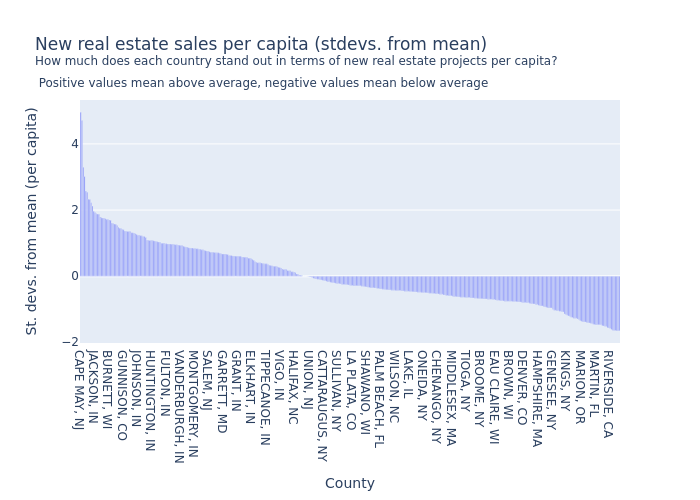 New real estate sales per capita (stdevs. from mean)
How much does each country stand out in terms of new real estate projects per capita?
Positive values mean above average, negative values mean below average
St. devs. from mean (per capita)
4
2
0
−2
CAPE MAY, NJ
JACKSON, IN
BURNETT, WI
GUNNISON, CO
JOHNSON, IN
HUNTINGTON, IN
FULTON, IN
VANDERBURGH, IN
MONTGOMERY, IN
SALEM, NJ
GARRETT, MD
GRANT, IN
ELKHART, IN
TIPPECANOE, IN
VIGO, IN
HALIFAX, NC
UNION, NJ
CATTARAUGUS, NY
SULLIVAN, NY
LA PLATA, CO
SHAWANO, WI
PALM BEACH, FL
WILSON, NC
LAKE, IL
ONEIDA, NY
CHENANGO, NY
MIDDLESEX, MA
TIOGA, NY
BROOME, NY
EAU CLAIRE, WI
BROWN, WI
DENVER, CO
HAMPSHIRE, MA
GENESEE, NY
KINGS, NY
MARION, OR
MARTIN, FL
RIVERSIDE, CA
County